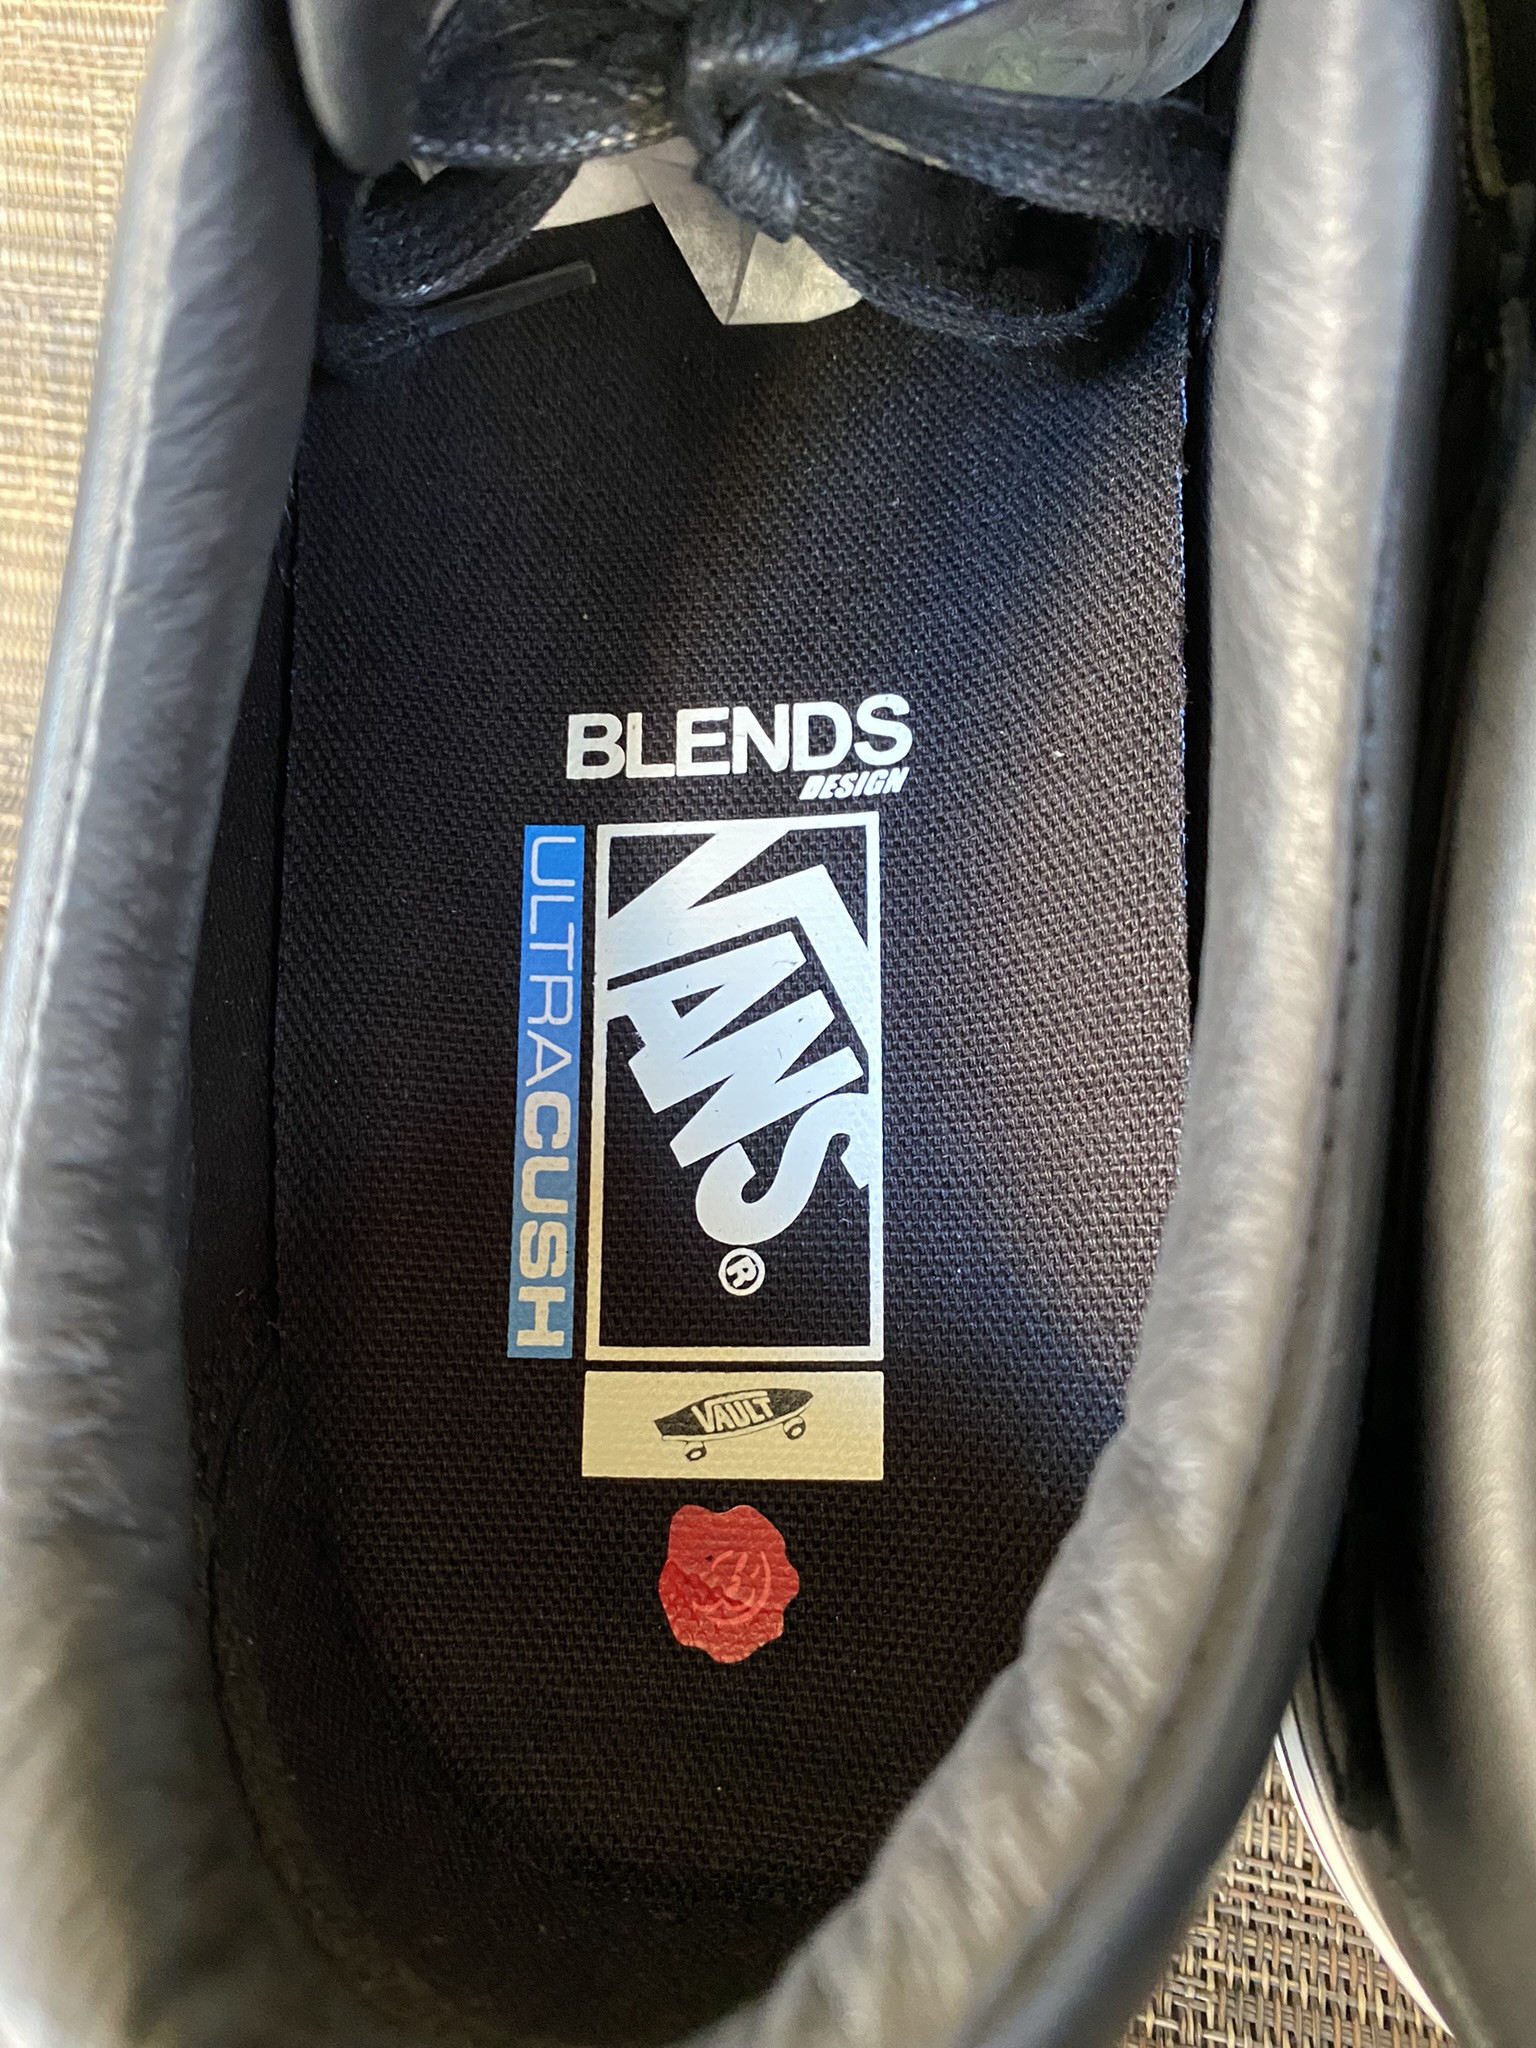 BLENDS
DESIGN
ULTRACUSH
VANS
®
VAULT